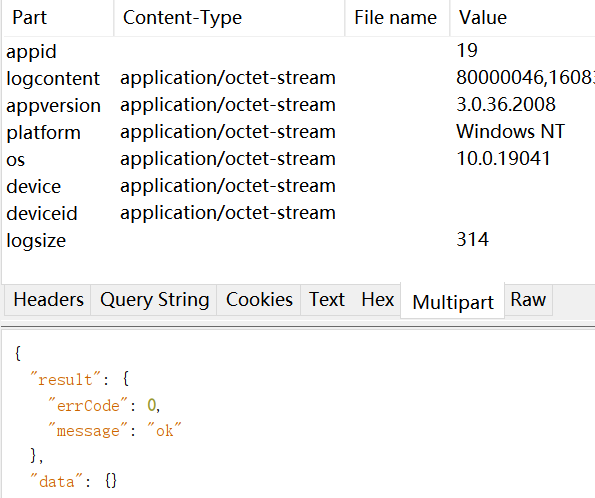 Part Content-Type File name Value
appid 19
logcontent application/octet-stream 80000046,16083
appversion application/octet-stream 3.0.36.2008
platform application/octet-stream Windows NT
os application/octet-stream 10.0.19041
device application/octet-stream
deviceid application/octet-stream
logsize 314
Headers Query String Cookies Text Hex Multipart Raw
{
"result": {
"errCode": 0,
"message": "ok"
},
"data": {}